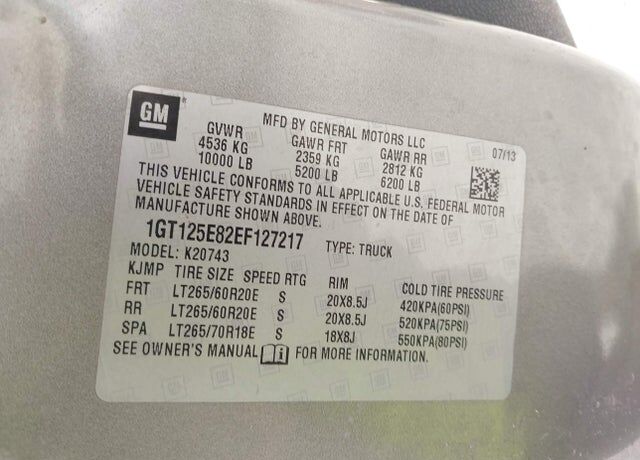 GM
MFD BY GENERAL MOTORS LLC
07/13
GVWR GAWR FRT GAWR RR
4536 KG 2359 KG 2812 KG
10000 LB 5200 LB 6200 LB
THIS VEHICLE CONFORMS TO ALL APPLICABLE U.S. FEDERAL MOTOR
VEHICLE SAFETY STANDARDS IN EFFECT ON THE DATE OF
MANUFACTURE SHOWN ABOVE.
1GT125E82EF127217 TYPE: TRUCK
MODEL: K20743
KJMP TIRE SIZE SPEED RTG RIM COLD TIRE PRESSURE
FRT LT265/60R20E S 20X8.5J 420KPA(60PSI)
RR LT265/60R20E S 20X8.5J 520KPA(75PSI)
SPA LT265/70R18E S 18X8J 550KPA(80PSI)
SEE OWNER'S MANUAL i FOR MORE INFORMATION.